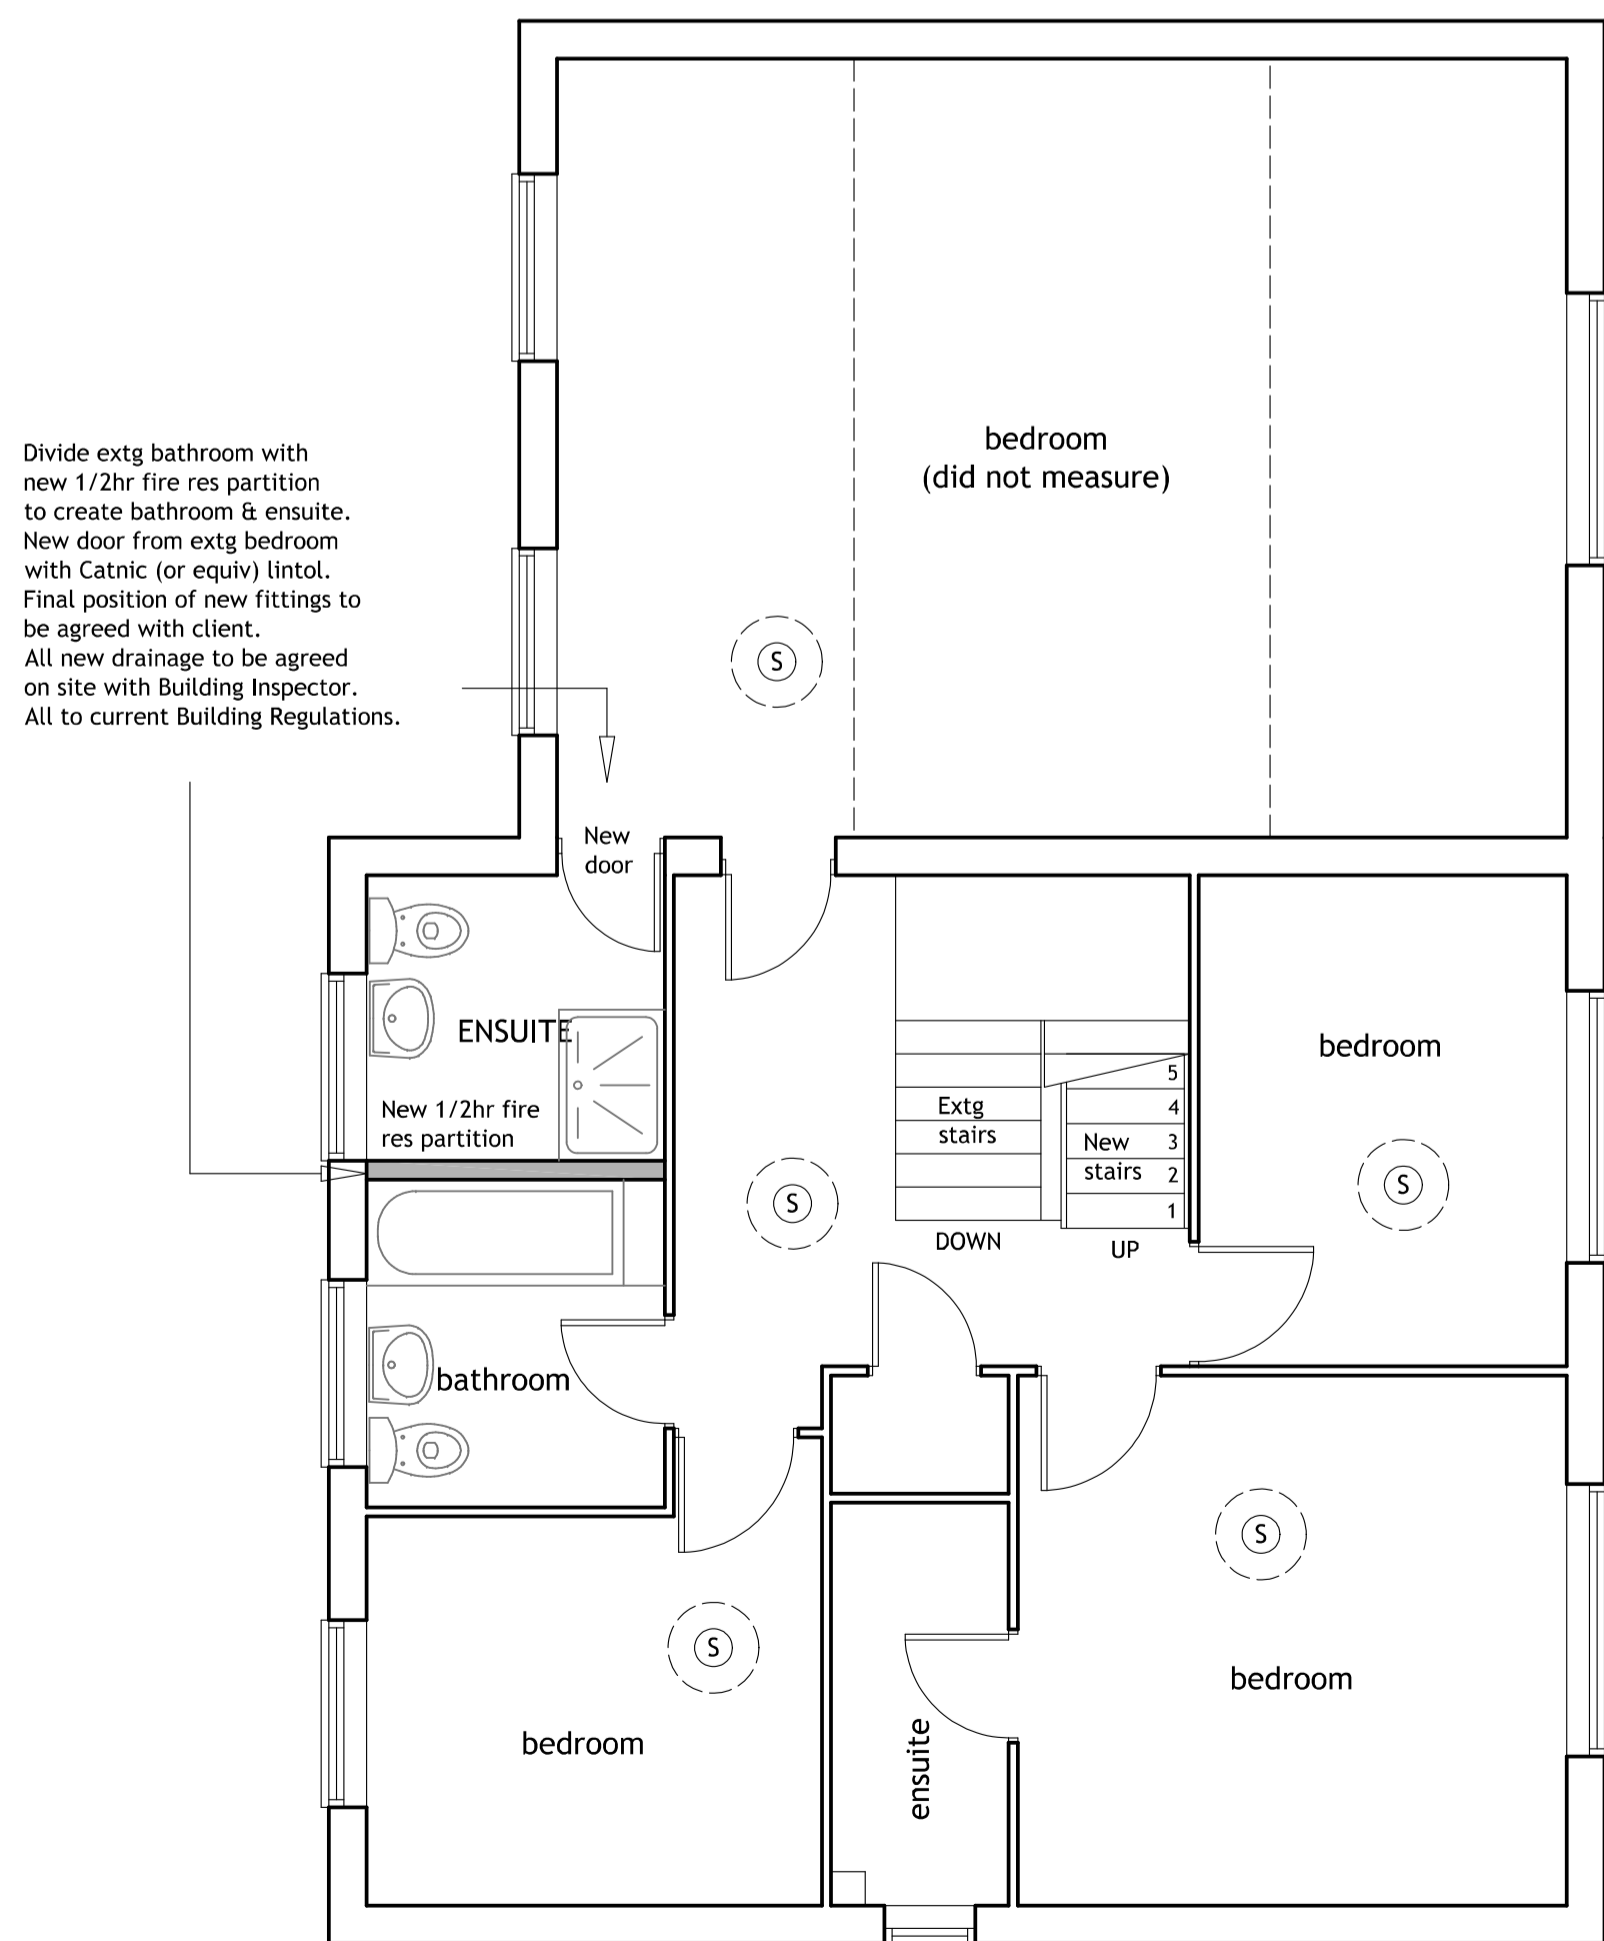 Divide extg bathroom with
new 1/2hr fire res partition
to create bathroom & ensuite.
New door from extg bedroom
with Catnic (or equiv) lintol.
Final position of new fittings to
be agreed with client.
All new drainage to be agreed
on site with Building Inspector.
All to current Building Regulations.
bedroom
(did not measure)
S
New
door
ENSUITE
New 1/2hr fire
res partition
bedroom
Extg
stairs
New
stairs
5
4
3
2
1
S
S
DOWN
UP
bathroom
S
S
bedroom
bedroom
ensuite